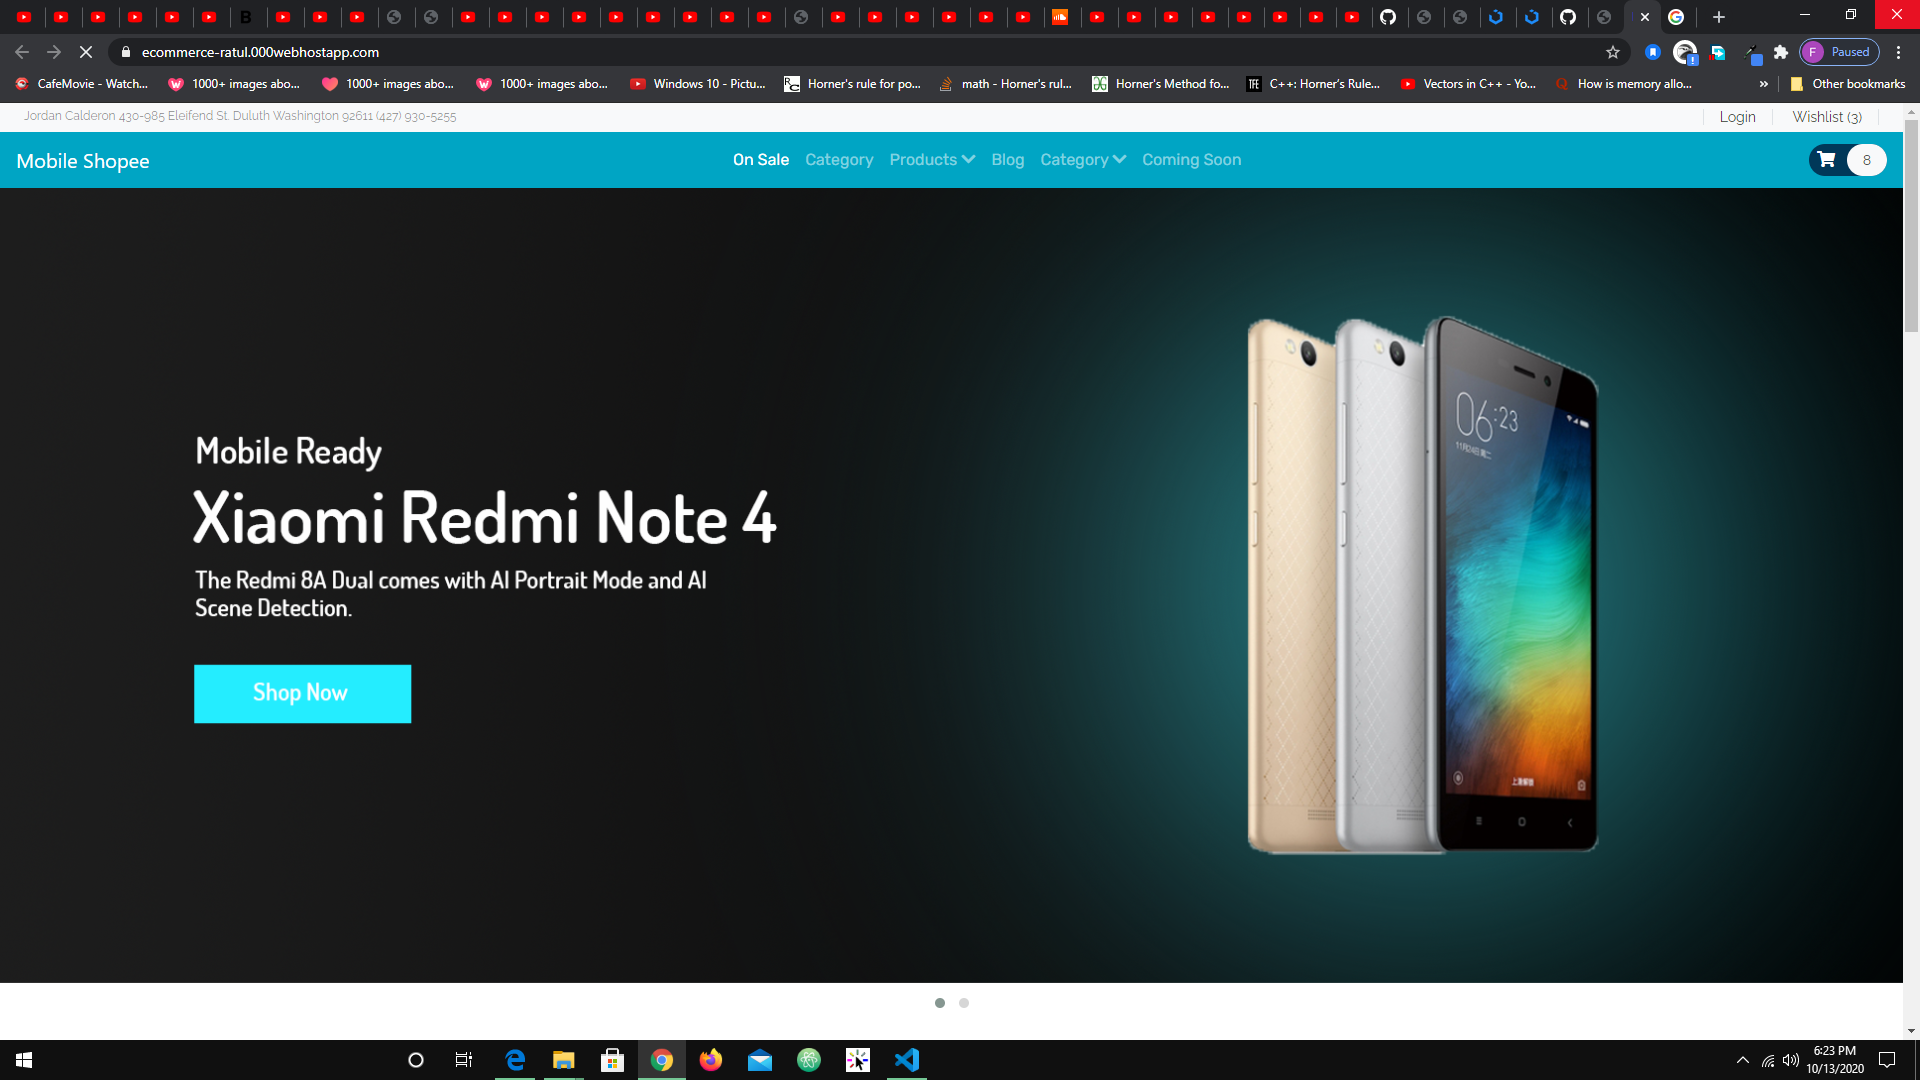 ecommerce-ratul.000webhostapp.com
F Paused
CafeMovie - Watch...
1000+ images abo...
1000+ images abo...
1000+ images abo...
Windows 10 - Pictu...
Horner's rule for po...
math - Horner's rul...
Horner's Method fo...
C++: Horner's Rule...
Vectors in C++ - Yo...
How is memory allo...
»
Other bookmarks
Jordan Calderon 430-985 Eleifend St. Duluth Washington 92611 (427) 930-5255
Login
Wishlist (3)
Mobile Shopee
On Sale
Category
Products
Blog
Category
Coming Soon
8
Mobile Ready
Xiaomi Redmi Note 4
The Redmi 8A Dual comes with AI Portrait Mode and AI
Scene Detection.
Shop Now
06:23
6:23 PM
10/13/2020